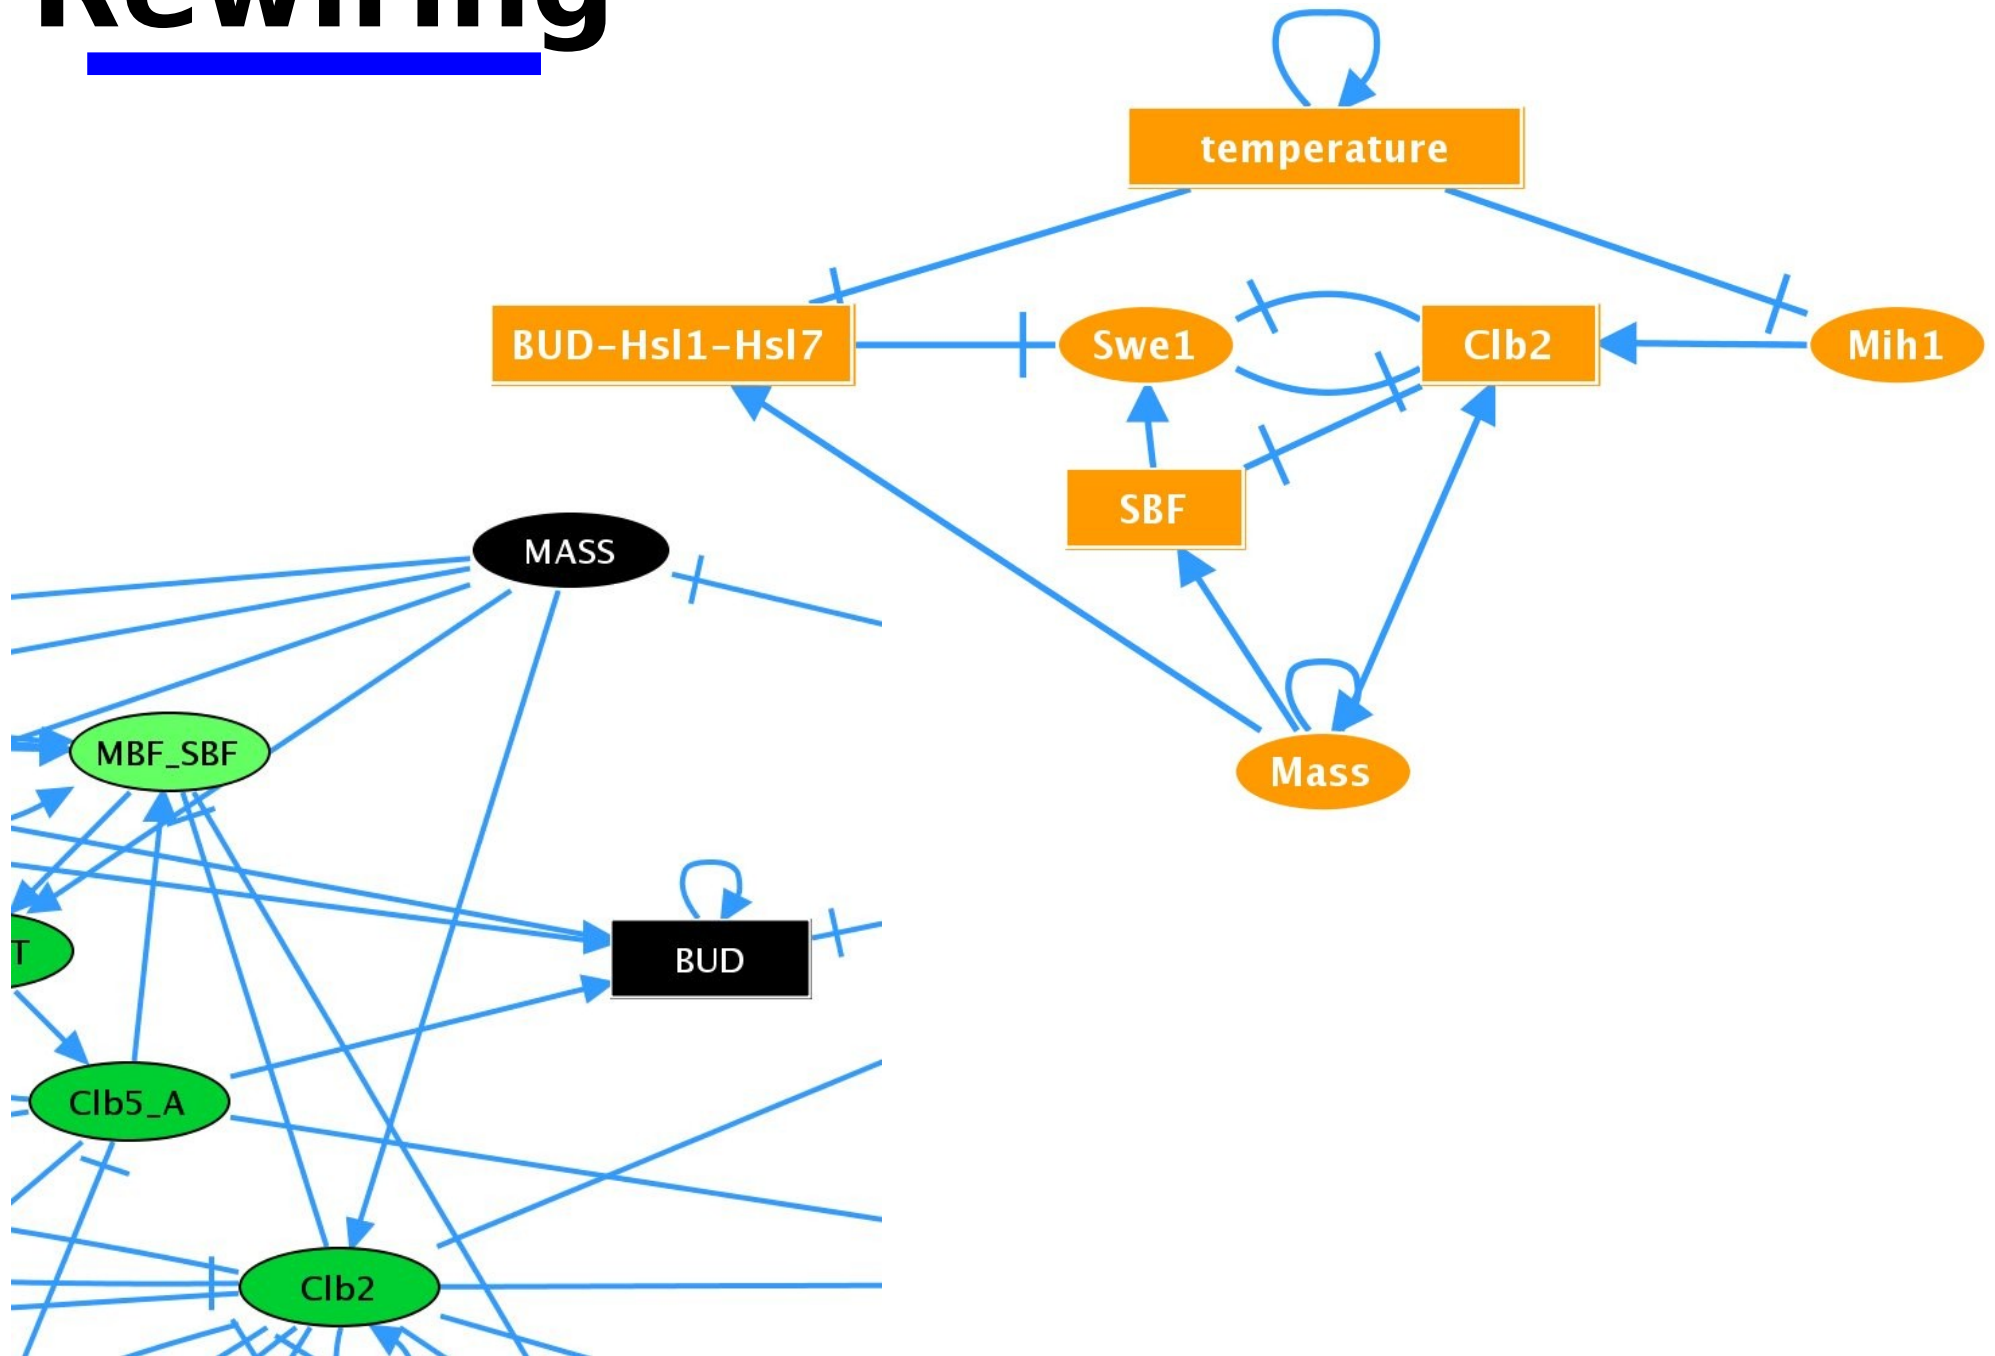 Rewiring
temperature
BUD-Hsl1-Hsl7
Swe1
Clb2
Mih1
SBF
MASS
Mass
MBF_SBF
BUD
T
Clb5_A
Clb2